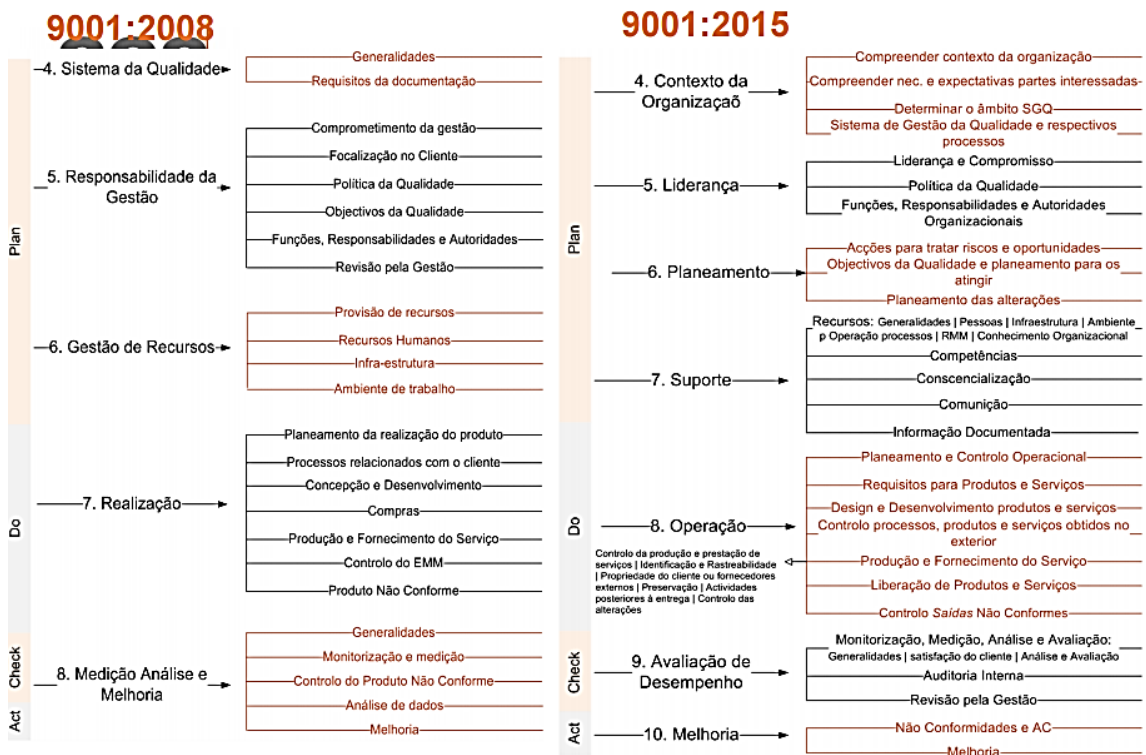 9001:2008
Plan
4. Sistema da Qualidade
Generalidades
Requisitos da documentação
5. Responsabilidade da
Gestão
Comprometimento da gestão
Focalização no Cliente
Política da Qualidade
Objectivos da Qualidade
Funções, Responsabilidades e Autoridades
Revisão pela Gestão
6. Gestão de Recursos
Provisão de recursos
Recursos Humanos
Infra-estrutura
Ambiente de trabalho
Do
7. Realização
Planeamento da realização do produto
Processos relacionados com o cliente
Concepção e Desenvolvimento
Compras
Produção e Fornecimento do Serviço
Controlo do EMM
Produto Não Conforme
Check
Act
8. Medição Análise e
Melhoria
Generalidades
Monitorização e medição
Controlo do Produto Não Conforme
Análise de dados
Melhoria
9001:2015
Plan
4. Contexto da
Organizaçaõ
Compreender contexto da organização
Compreender nec. e expectativas partes interessadas
Determinar o âmbito SGQ
Sistema de Gestão da Qualidade e respectivos
processos
5. Liderança
Liderança e Compromisso
Política da Qualidade
Funções, Responsabilidades e Autoridades
Organizacionais
6. Planeamento
Acções para tratar riscos e oportunidades
Objectivos da Qualidade e planeamento para os
atingir
Planeamento das alterações
7. Suporte
Recursos: Generalidades | Pessoas | Infraestrutura | Ambiente
p Operação processos | RMM | Conhecimento Organizacional
Competências
Conscencialização
Comunição
Informação Documentada
Do
8. Operação
Planeamento e Controlo Operacional
Requisitos para Produtos e Serviços
Design e Desenvolvimento produtos e serviços
Controlo processos, produtos e serviços obtidos no
exterior
Produção e Fornecimento do Serviço
Controlo da produção e prestação de
serviços | Identificação e Rastreabilidade
| Propriedade do cliente ou fornecedores
externos | Preservação | Actividades
posteriores à entrega | Controlo das
alterações
Liberação de Produtos e Serviços
Controlo Saídas Não Conformes
Check
9. Avaliação de
Desempenho
Monitorização, Medição, Análise e Avaliação:
Generalidades | satisfação do cliente | Análise e Avaliação
Auditoria Interna
Revisão pela Gestão
Act
10. Melhoria
Não Conformidades e AC
Melhoria